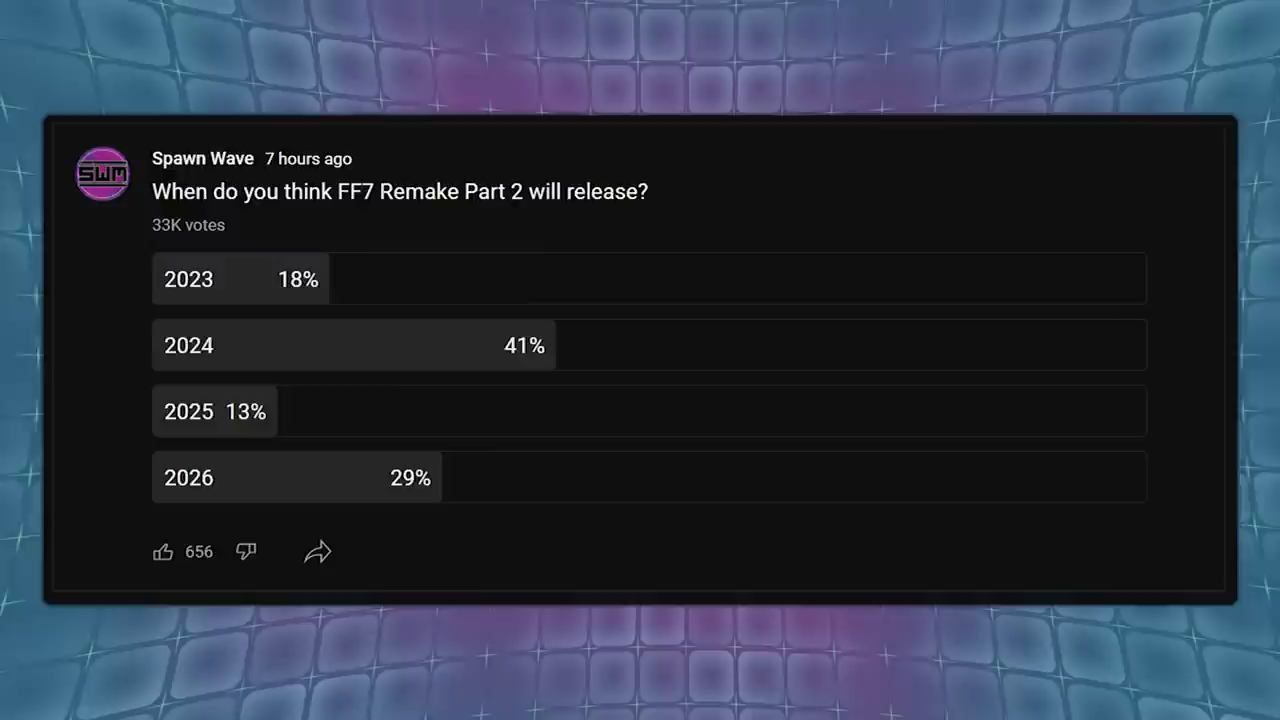 SWM
Spawn Wave 7 hours ago
When do you think FF7 Remake Part 2 will release?
33K votes
2023 18%
2024 41%
2025 13%
2026 29%
656